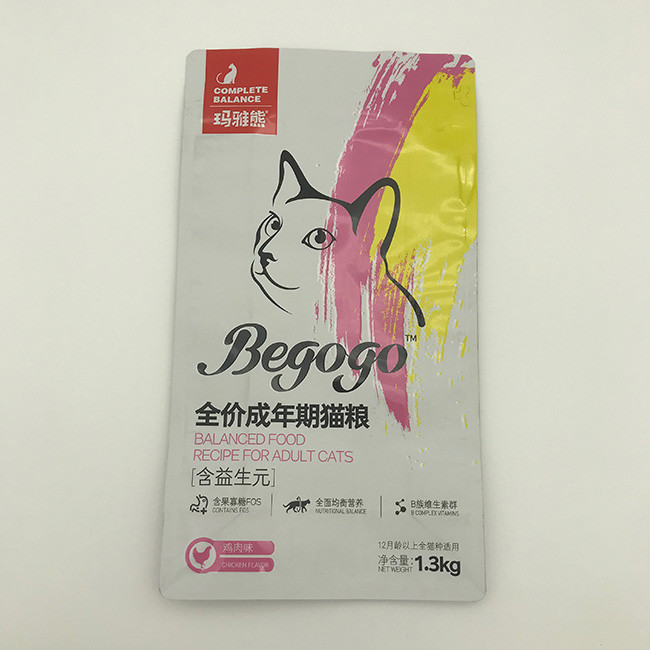 COMPLETE
BALANCE
玛雅熊®
Begogo™
全价成年期猫粮
BALANCED FOOD
RECIPE FOR ADULT CATS
[含益生元]
含果寡糖FOS
CONTAINS FOS
全面均衡营养
NUTRITIONAL BALANCE
B族维生素群
B COMPLEX VITAMINS
鸡肉味
CHICKEN FLAVOR
12月龄以上全猫种适用
净含量:
NET WEIGHT 1.3kg